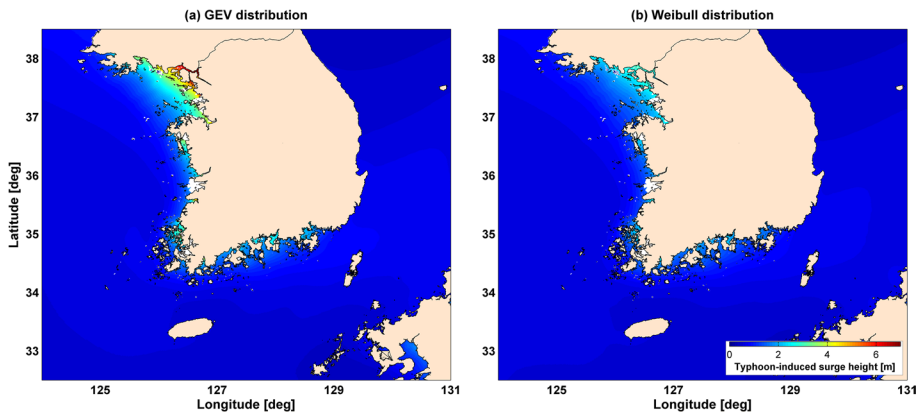 (a) GEV distribution
(b) Weibull distribution
Latitude [deg]
38
37
36
35
34
33
125
127
129
131
Longitude [deg]
38
37
36
35
34
33
125
127
129
131
Longitude [deg]
0 2 4 6
Typhoon-induced surge height [m]